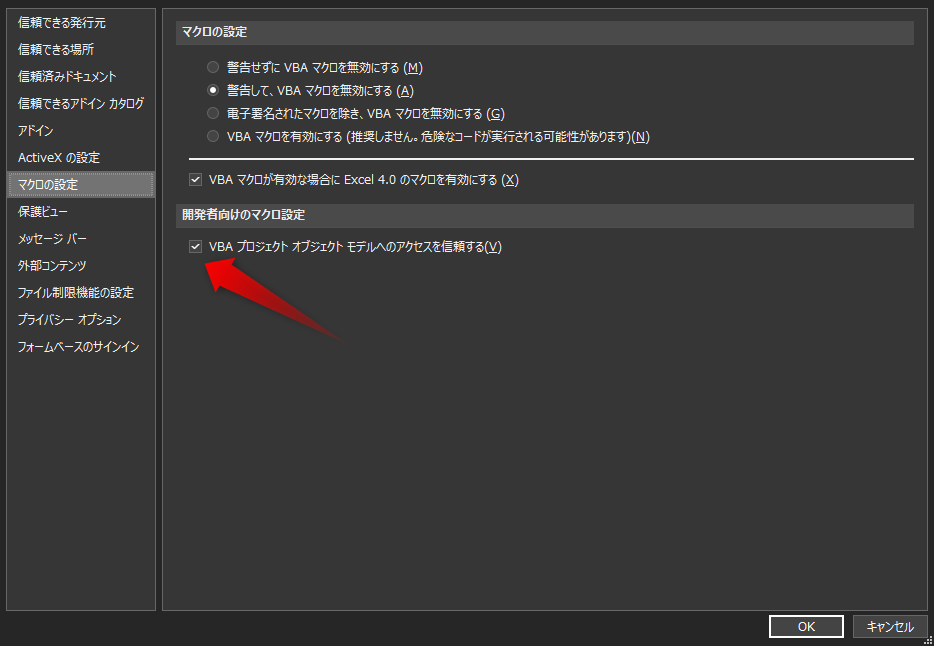 信頼できる発行元
信頼できる場所
信頼済みドキュメント
信頼できるアドイン カタログ
アドイン
ActiveX の設定
マクロの設定
保護ビュー
メッセージ バー
外部コンテンツ
ファイル制限機能の設定
プライバシー オプション
フォームベースのサインイン
マクロの設定
警告せずに VBA マクロを無効にする (M)
警告して、VBA マクロを無効にする (A)
電子署名されたマクロを除き、VBA マクロを無効にする (G)
VBA マクロを有効にする (推奨しません。危険なコードが実行される可能性があります)(N)
VBA マクロが有効な場合に Excel 4.0 のマクロを有効にする (X)
開発者向けのマクロ設定
VBA プロジェクト オブジェクト モデルへのアクセスを信頼する(V)
OK
キャンセル